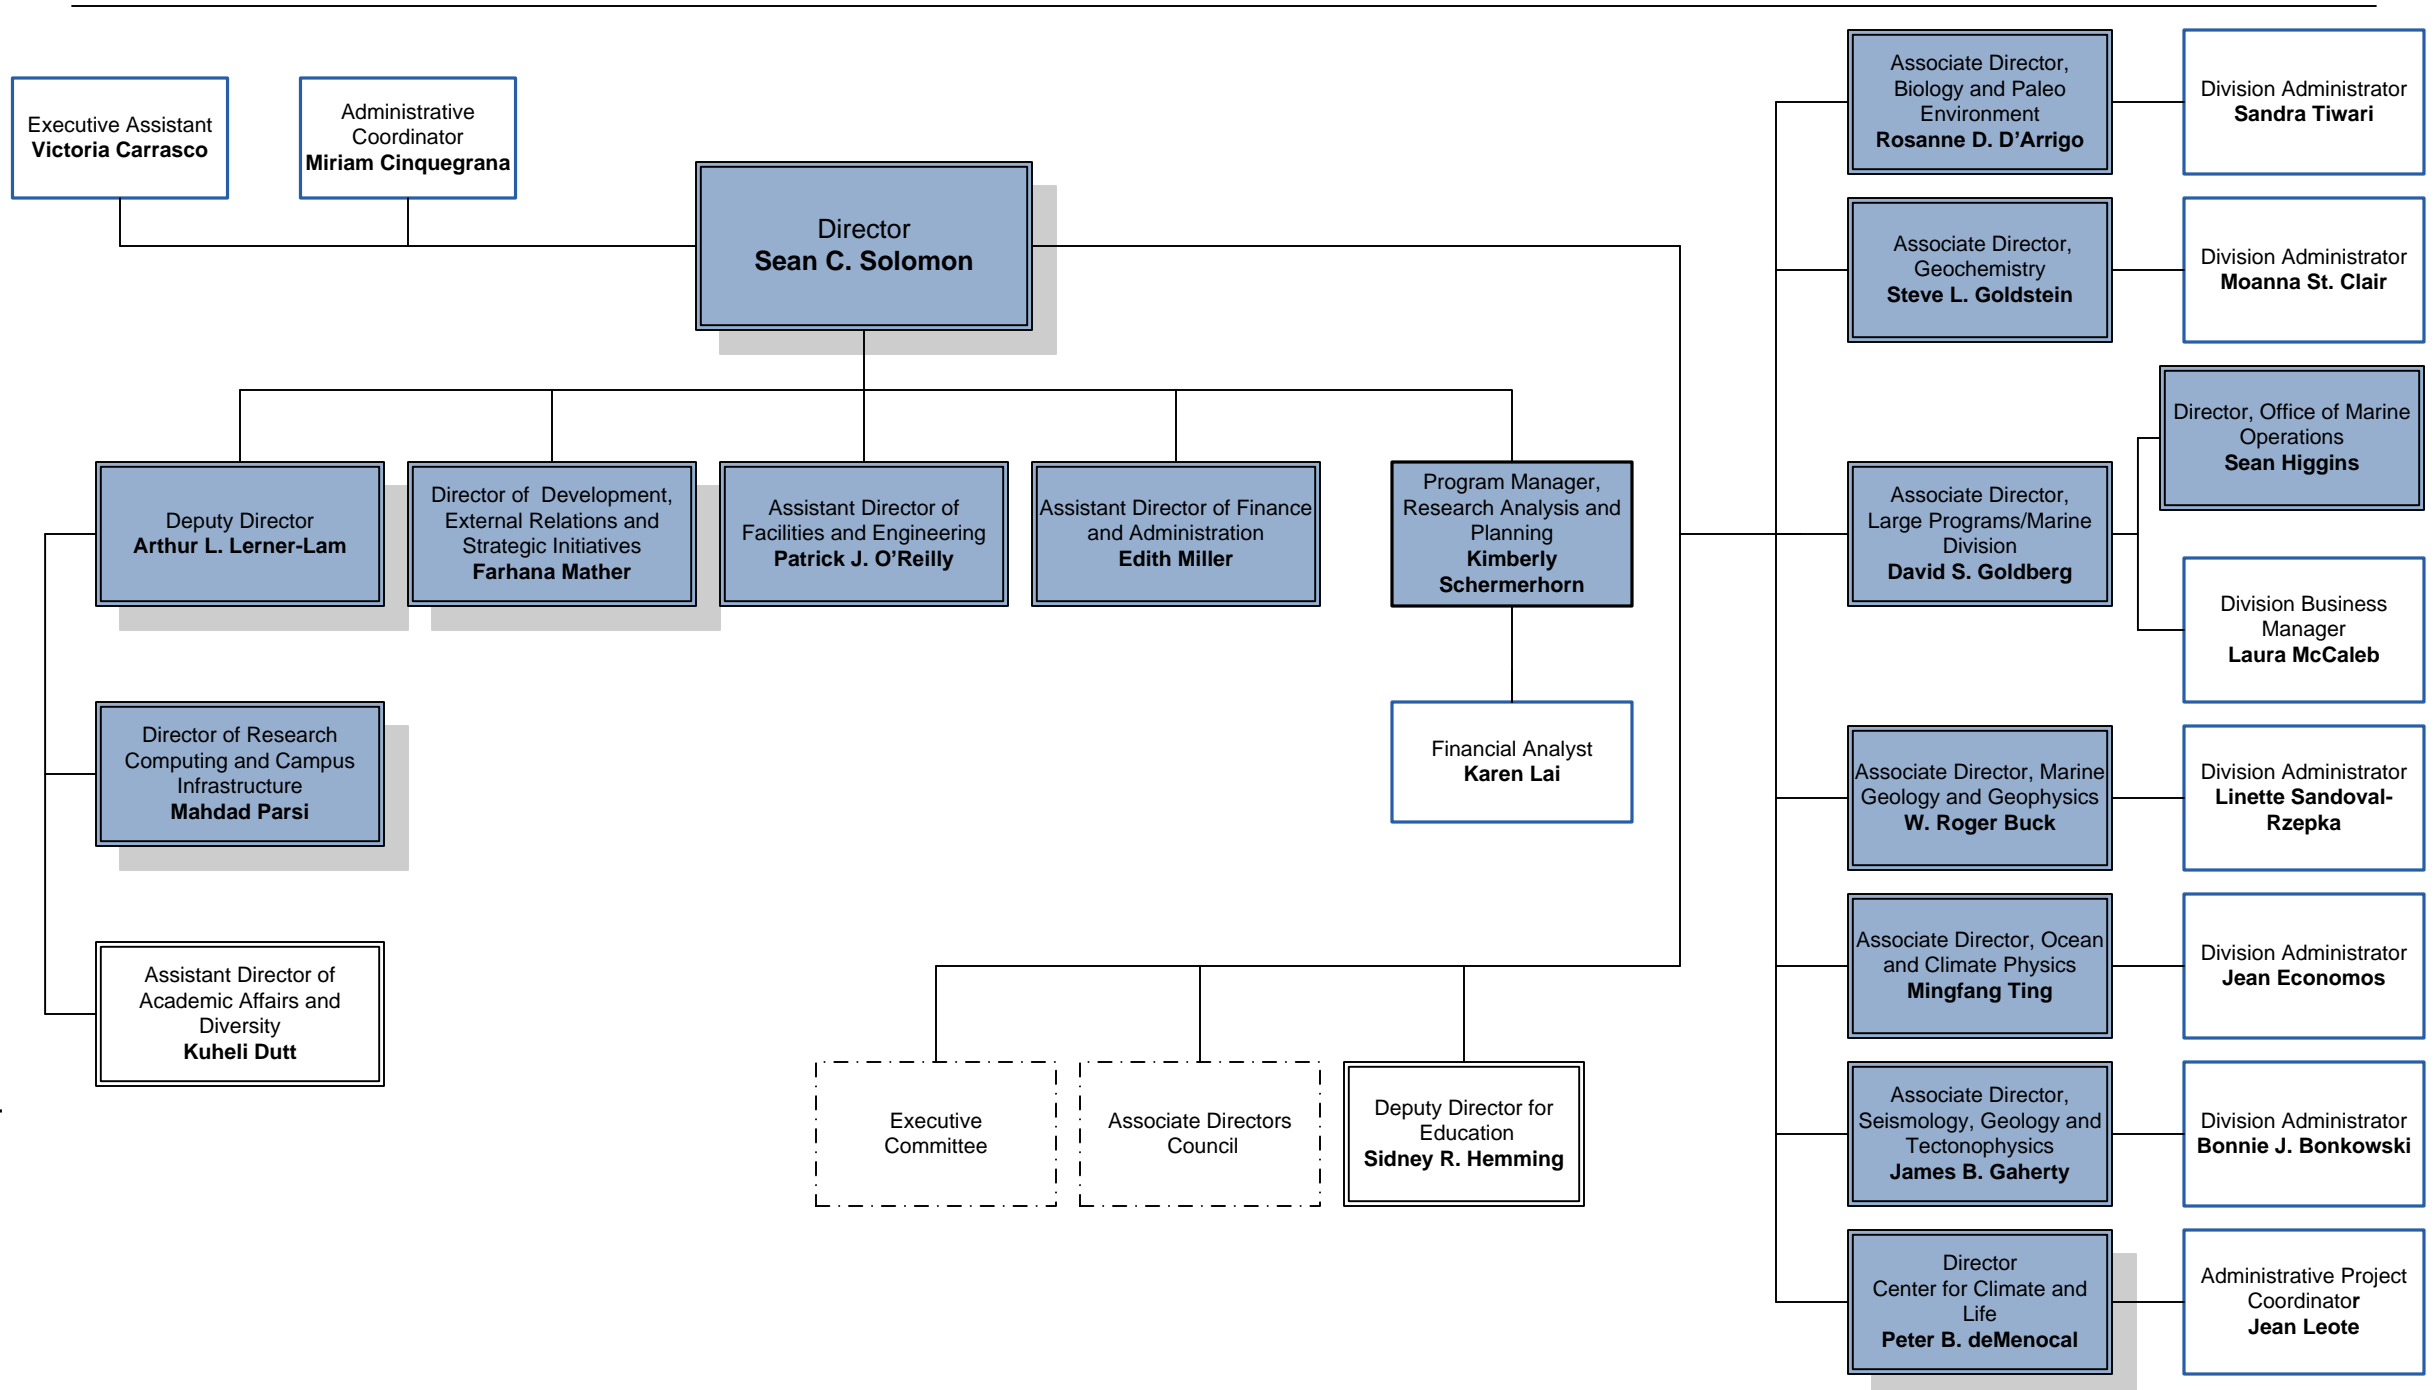 Executive Assistant
Victoria Carrasco
Administrative
Coordinator
Miriam Cinquegrana
Director
Sean C. Solomon
Deputy Director
Arthur L. Lerner-Lam
Director of Development,
External Relations and
Strategic Initiatives
Farhana Mather
Assistant Director of
Facilities and Engineering
Patrick J. O'Reilly
Assistant Director of Finance
and Administration
Edith Miller
Program Manager,
Research Analysis and
Planning
Kimberly
Schermerhorn
Director of Research
Computing and Campus
Infrastructure
Mahdad Parsi
Financial Analyst
Karen Lai
Assistant Director of
Academic Affairs and
Diversity
Kuheli Dutt
Executive
Committee
Associate Directors
Council
Deputy Director for
Education
Sidney R. Hemming
Associate Director,
Biology and Paleo
Environment
Rosanne D. D'Arrigo
Division Administrator
Sandra Tiwari
Associate Director,
Geochemistry
Steve L. Goldstein
Division Administrator
Moanna St. Clair
Associate Director,
Large Programs/Marine
Division
David S. Goldberg
Director, Office of Marine
Operations
Sean Higgins
Division Business
Manager
Laura McCaleb
Associate Director, Marine
Geology and Geophysics
W. Roger Buck
Division Administrator
Linette Sandoval-
Rzepka
Associate Director, Ocean
and Climate Physics
Mingfang Ting
Division Administrator
Jean Economos
Associate Director,
Seismology, Geology and
Tectonophysics
James B. Gaherty
Division Administrator
Bonnie J. Bonkowski
Director
Center for Climate and
Life
Peter B. deMenocal
Administrative Project
Coordinator
Jean Leote